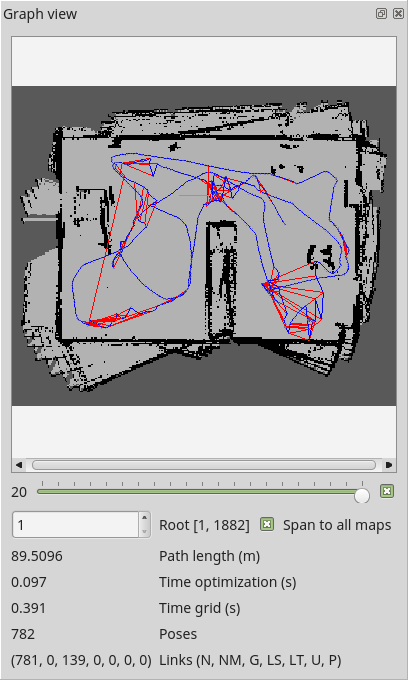 Graph view
20
1 Root [1, 1882] Span to all maps
89.5096 Path length (m)
0.097 Time optimization (s)
0.391 Time grid (s)
782 Poses
(781, 0, 139, 0, 0, 0, 0) Links (N, NM, G, LS, LT, U, P)